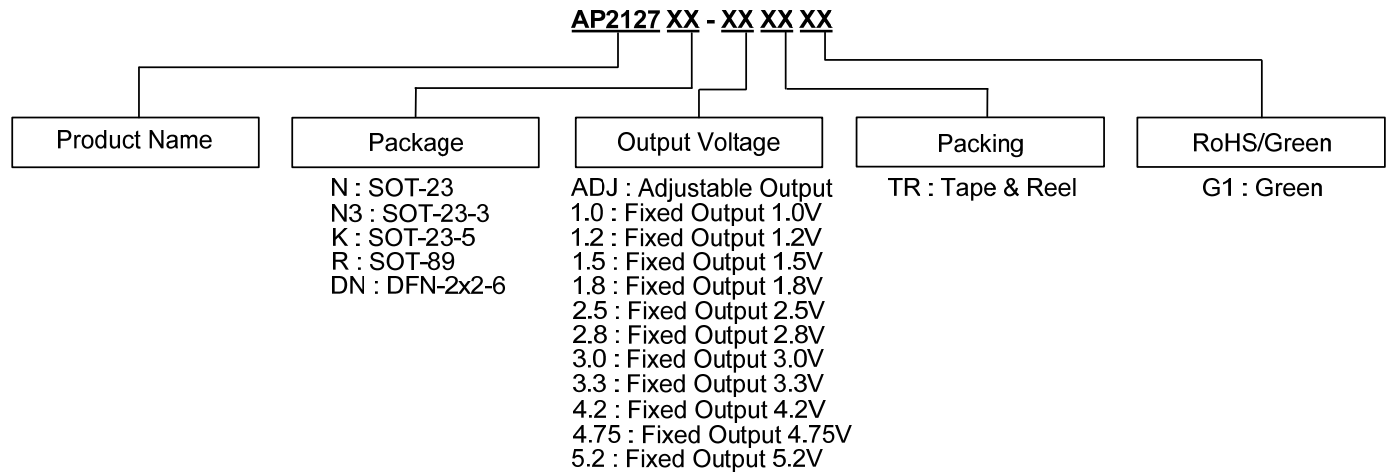 AP2127 XX - XX XX XX
Product Name
Package
Output Voltage
Packing
RoHS/Green
N : SOT-23
N3 : SOT-23-3
K : SOT-23-5
R : SOT-89
DN : DFN-2x2-6
ADJ : Adjustable Output
1.0 : Fixed Output 1.0V
1.2 : Fixed Output 1.2V
1.5 : Fixed Output 1.5V
1.8 : Fixed Output 1.8V
2.5 : Fixed Output 2.5V
2.8 : Fixed Output 2.8V
3.0 : Fixed Output 3.0V
3.3 : Fixed Output 3.3V
4.2 : Fixed Output 4.2V
4.75 : Fixed Output 4.75V
5.2 : Fixed Output 5.2V
TR : Tape & Reel
G1 : Green